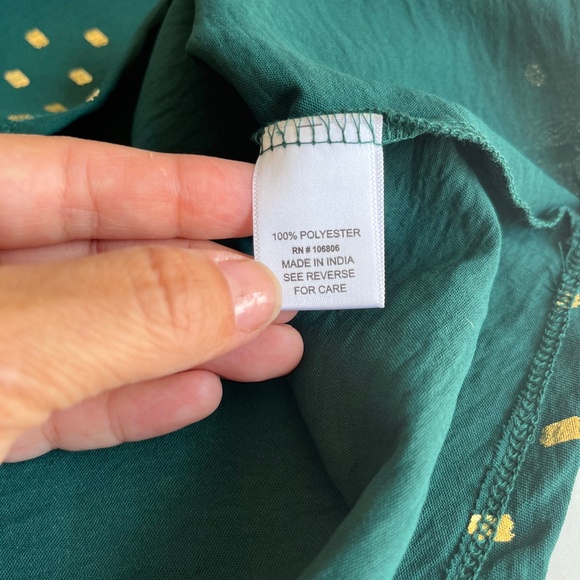 100% POLYESTER
RN # 106806
MADE IN INDIA
SEE REVERSE
FOR CARE